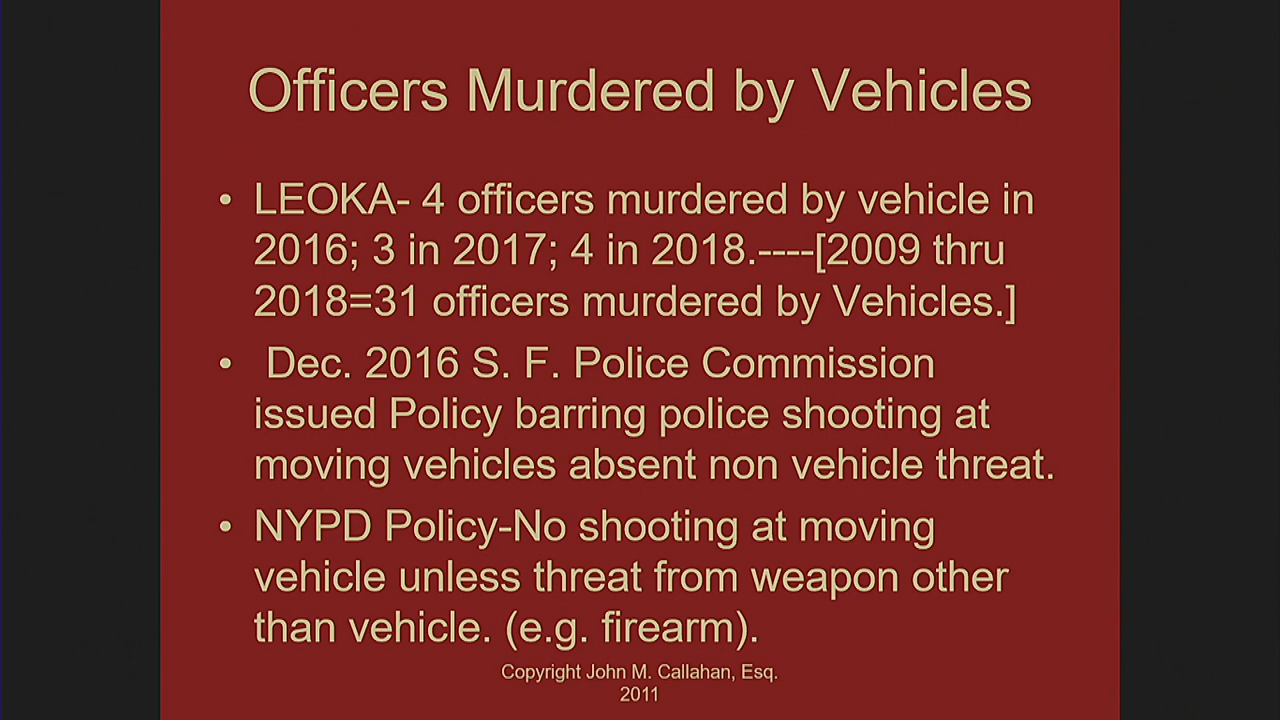 Officers Murdered by Vehicles
• LEOKA- 4 officers murdered by vehicle in
2016; 3 in 2017; 4 in 2018.----[2009 thru
2018=31 officers murdered by Vehicles.]
• Dec. 2016 S. F. Police Commission
issued Policy barring police shooting at
moving vehicles absent non vehicle threat.
• NYPD Policy-No shooting at moving
vehicle unless threat from weapon other
than vehicle. (e.g. firearm).
Copyright John M. Callahan, Esq.
2011